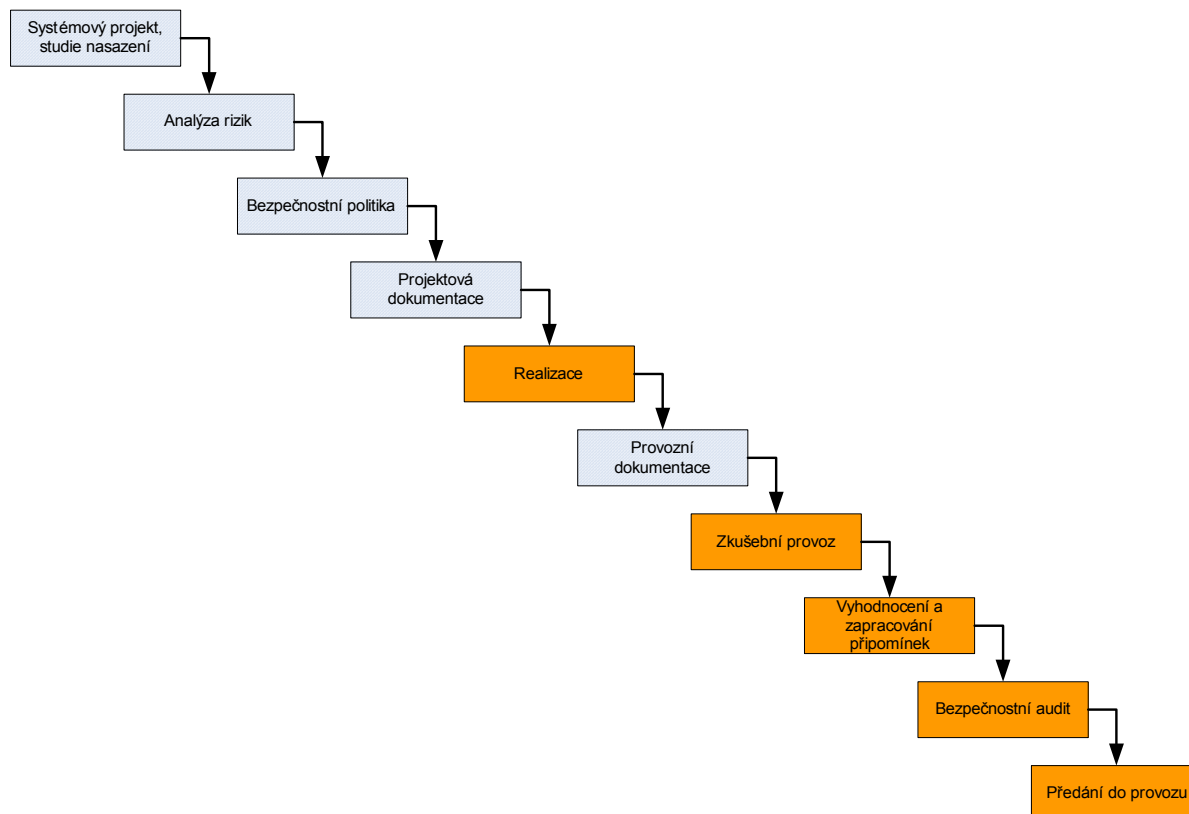 Systémový projekt,
studie nasazení
Analýza rizik
Bezpečnostní politika
Projektová
dokumentace
Realizace
Provozní
dokumentace
Zkušební provoz
Vyhodnocení a
zapracování
připomínek
Bezpečnostní audit
Předání do provozu